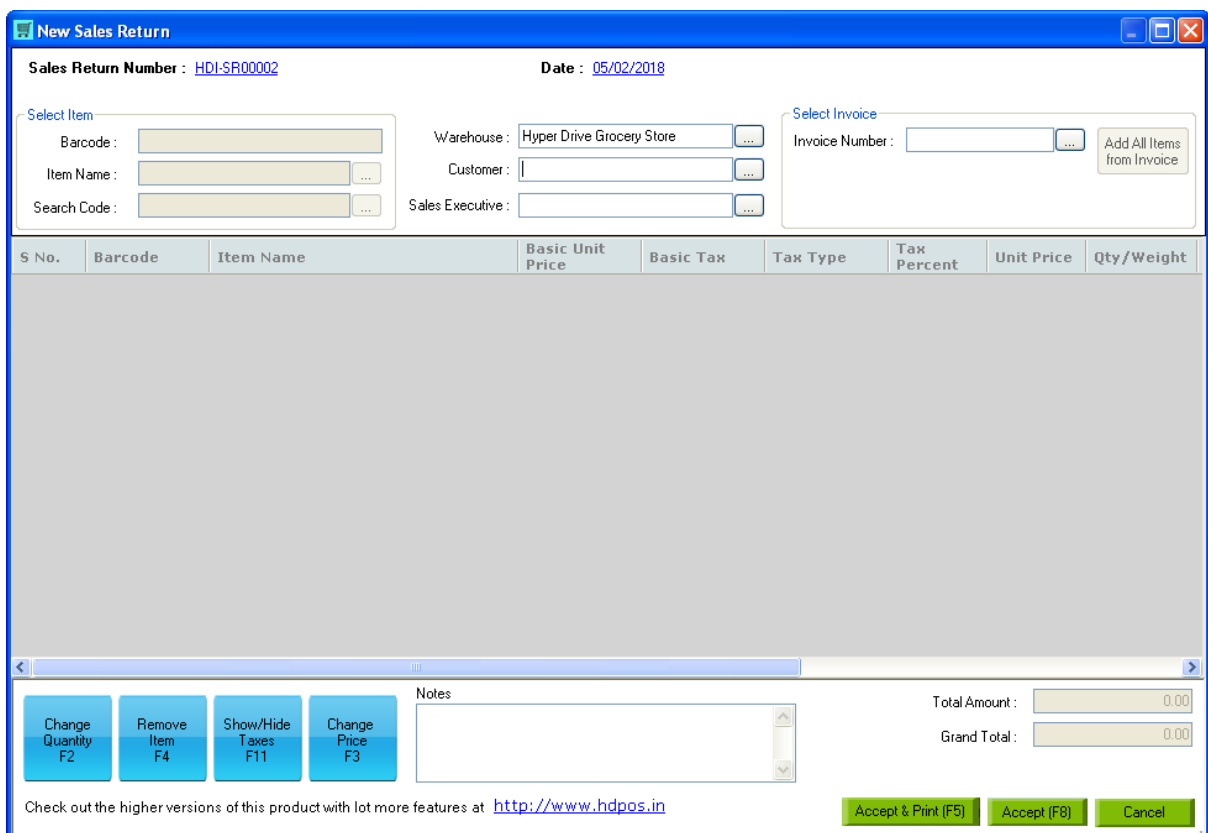 New Sales Return
Sales Return Number : HDI-SR00002
Date : 05/02/2018
Select Item
Barcode :
Item Name :
...
Search Code :
...
Warehouse : Hyper Drive Grocery Store
...
Customer :
...
Sales Executive :
...
Select Invoice
Invoice Number :
...
Add All Items
from Invoice
S No. Barcode Item Name Basic Unit Price Basic Tax Tax Type Tax Percent Unit Price Qty/Weight
Change
Quantity
F2
Remove
Item
F4
Show/Hide
Taxes
F11
Change
Price
F3
Notes
Total Amount : 0.00
Grand Total : 0.00
Check out the higher versions of this product with lot more features at http://www.hdpos.in
Accept & Print (F5) Accept (F8) Cancel